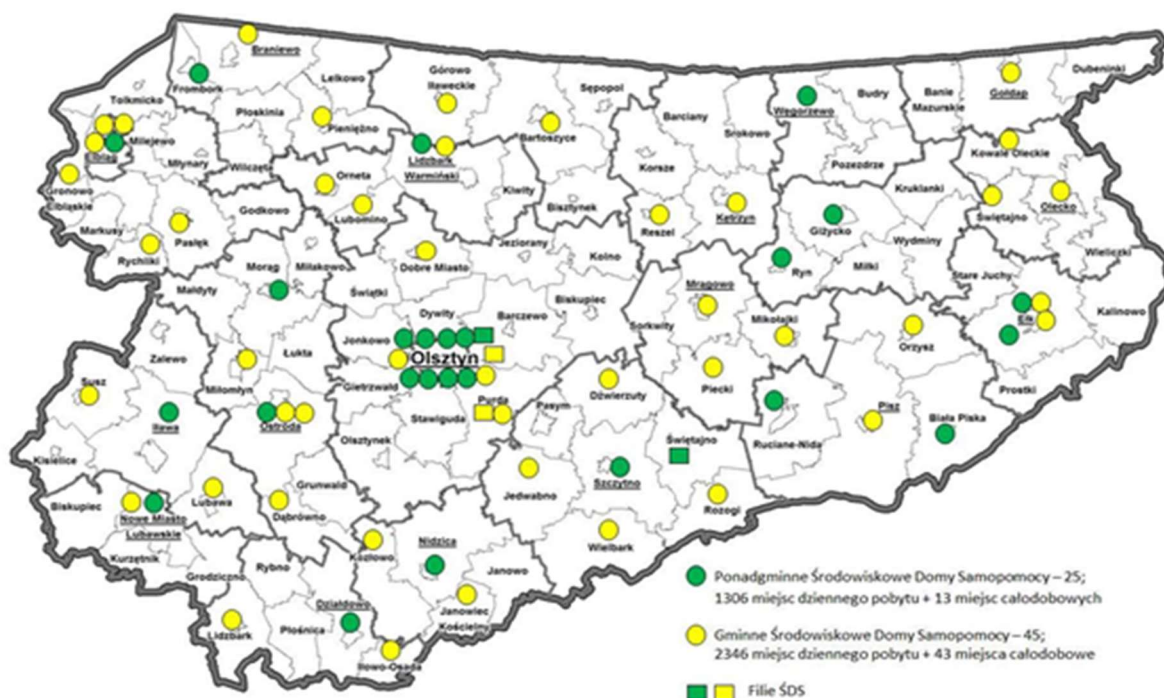 Braniewo
Frombork
Lelkowo
Górowo
Iławeckie
Sępopol
Dubeninki
Gołdap
Banie
Mazurskie
Budry
Węgorzewo
Tolkmicko
Płoskinia
Pieniężno
Bartoszyce
Barciany
Srokowo
Milejewo
Elbląg
Młynary
Wilczęta
Lidzbark
Warmiński
Korsze
Pozezdrze
Kowale Oleckie
Gronowo
Elbląskie
Orneta
Kiwity
Bisztynek
Kruklanki
Świętajno
Olecko
Markusy
Pasłęk
Godkowo
Lubomino
Reszel
Kętrzyn
Giżycko
Wydminy
Wieliczki
Rychliki
Jeziorany
Kolno
Morąg
Miłakowo
Dobre Miasto
Ryn
Miłki
Stare Juchy
Małdyty
Świątki
Biskupiec
Mrągowo
Dywity
Barczewo
Sorkwity
Mikołajki
Ełk
Kalinowo
Jonkowo
Olsztyn
Orzysz
Zalewo
Łukta
Miłomłyn
Gietrzwałd
Purda
Dźwierzuty
Piecki
Prostki
Susz
Stawiguda
Pasym
Pisz
Biała Piska
Iława
Ostróda
Olsztynek
Świętajno
Ruciane-Nida
Kisielice
Grunwald
Jedwabno
Szczytno
Biskupiec
Lubawa
Dąbrówno
Rozogi
Nowe Miasto
Lubawskie
Kurzętnik
Kozłowo
Nidzica
Wielbark
Grodziczno
Rybno
Janowo
Działdowo
Janowiec
Kościelny
Lidzbark
Płośnica
Iłowo-Osada
Ponadgminne Środowiskowe Domy Samopomocy – 25;
1306 miejsc dziennego pobytu + 13 miejsc całodobowych
Gminne Środowiskowe Domy Samopomocy – 45;
2346 miejsc dziennego pobytu + 43 miejsca całodobowe
Filie ŚDS